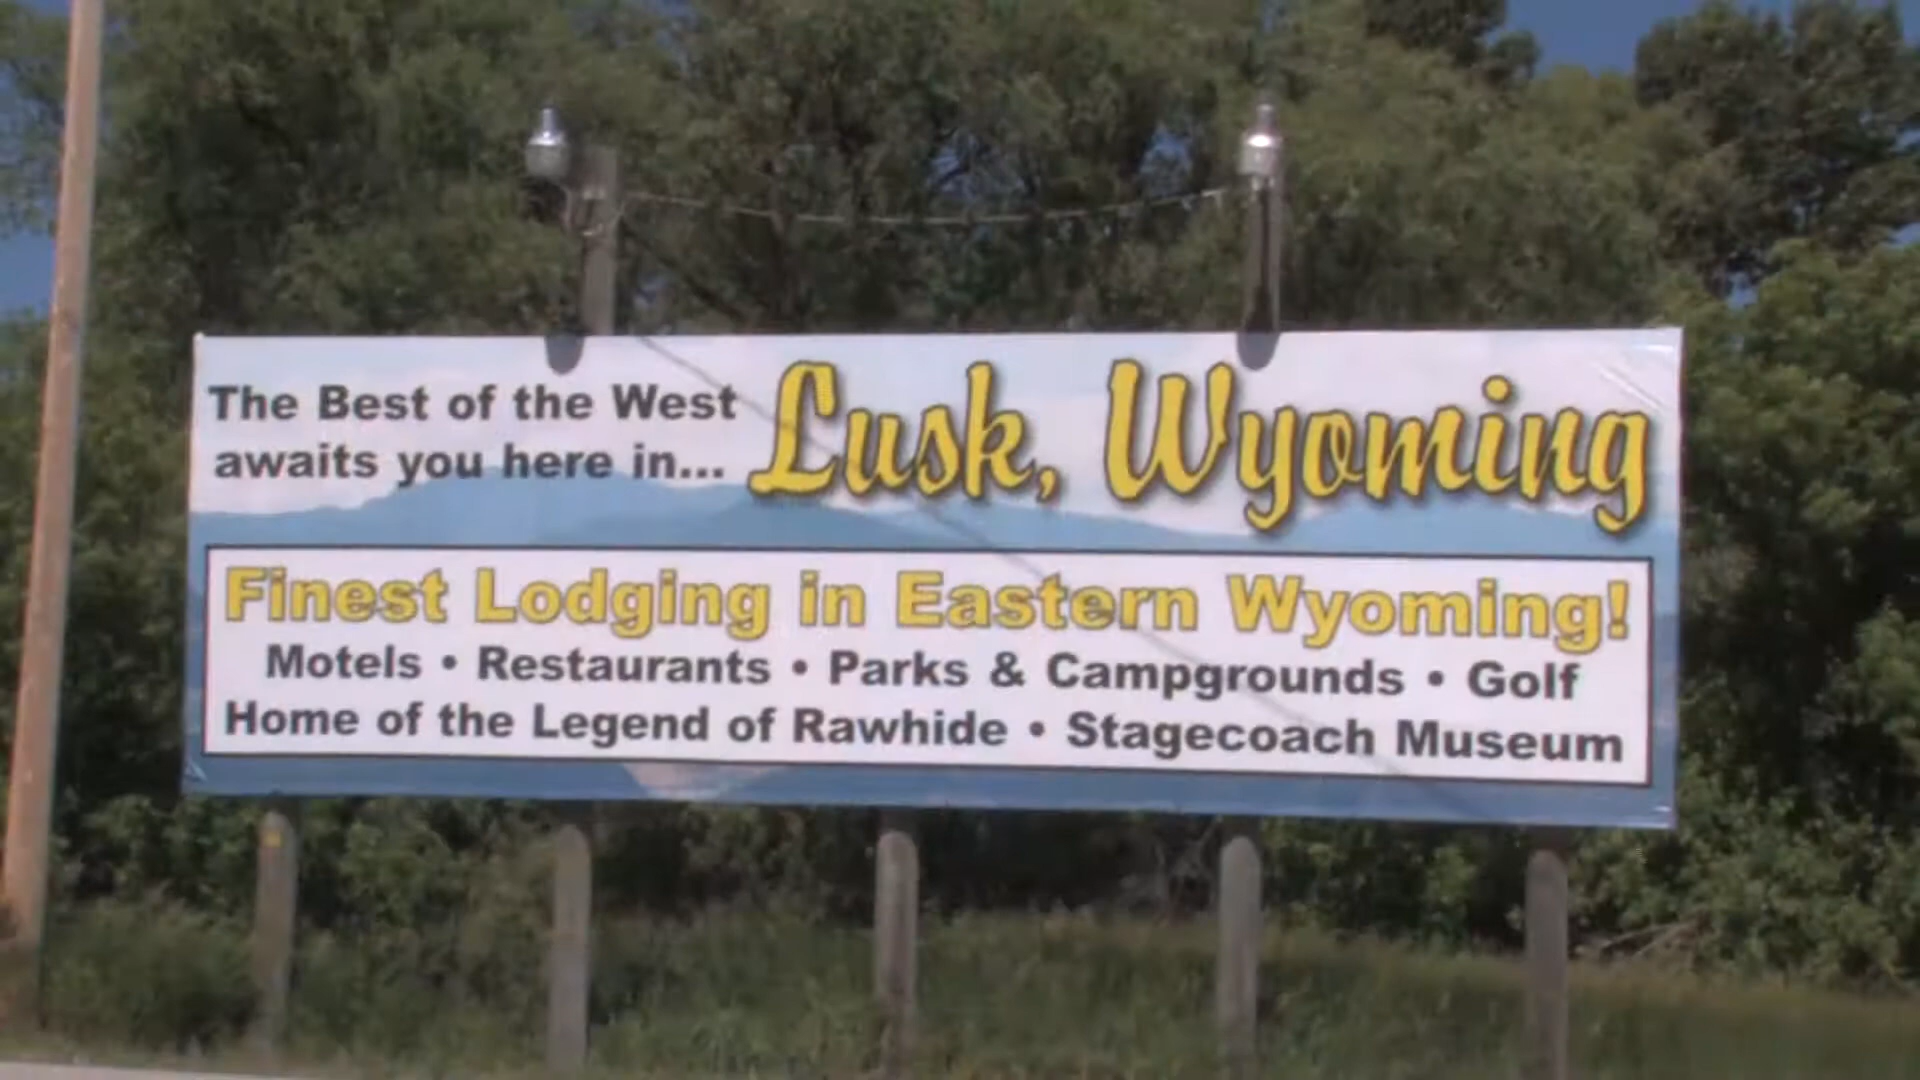 The Best of the West
awaits you here in...
Lusk, Wyoming
Finest Lodging in Eastern Wyoming!
Motels • Restaurants • Parks & Campgrounds • Golf
Home of the Legend of Rawhide • Stagecoach Museum